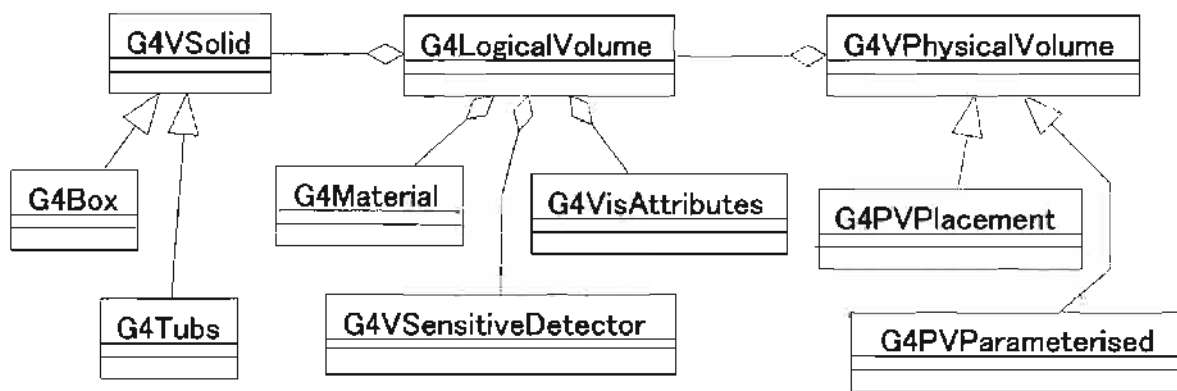 G4VSolid
G4LogicalVolume
G4VPhysicalVolume
G4Box
G4Material
G4VisAttributes
G4PVPlacement
G4Tubs
G4VSensitiveDetector
G4PVParameterised